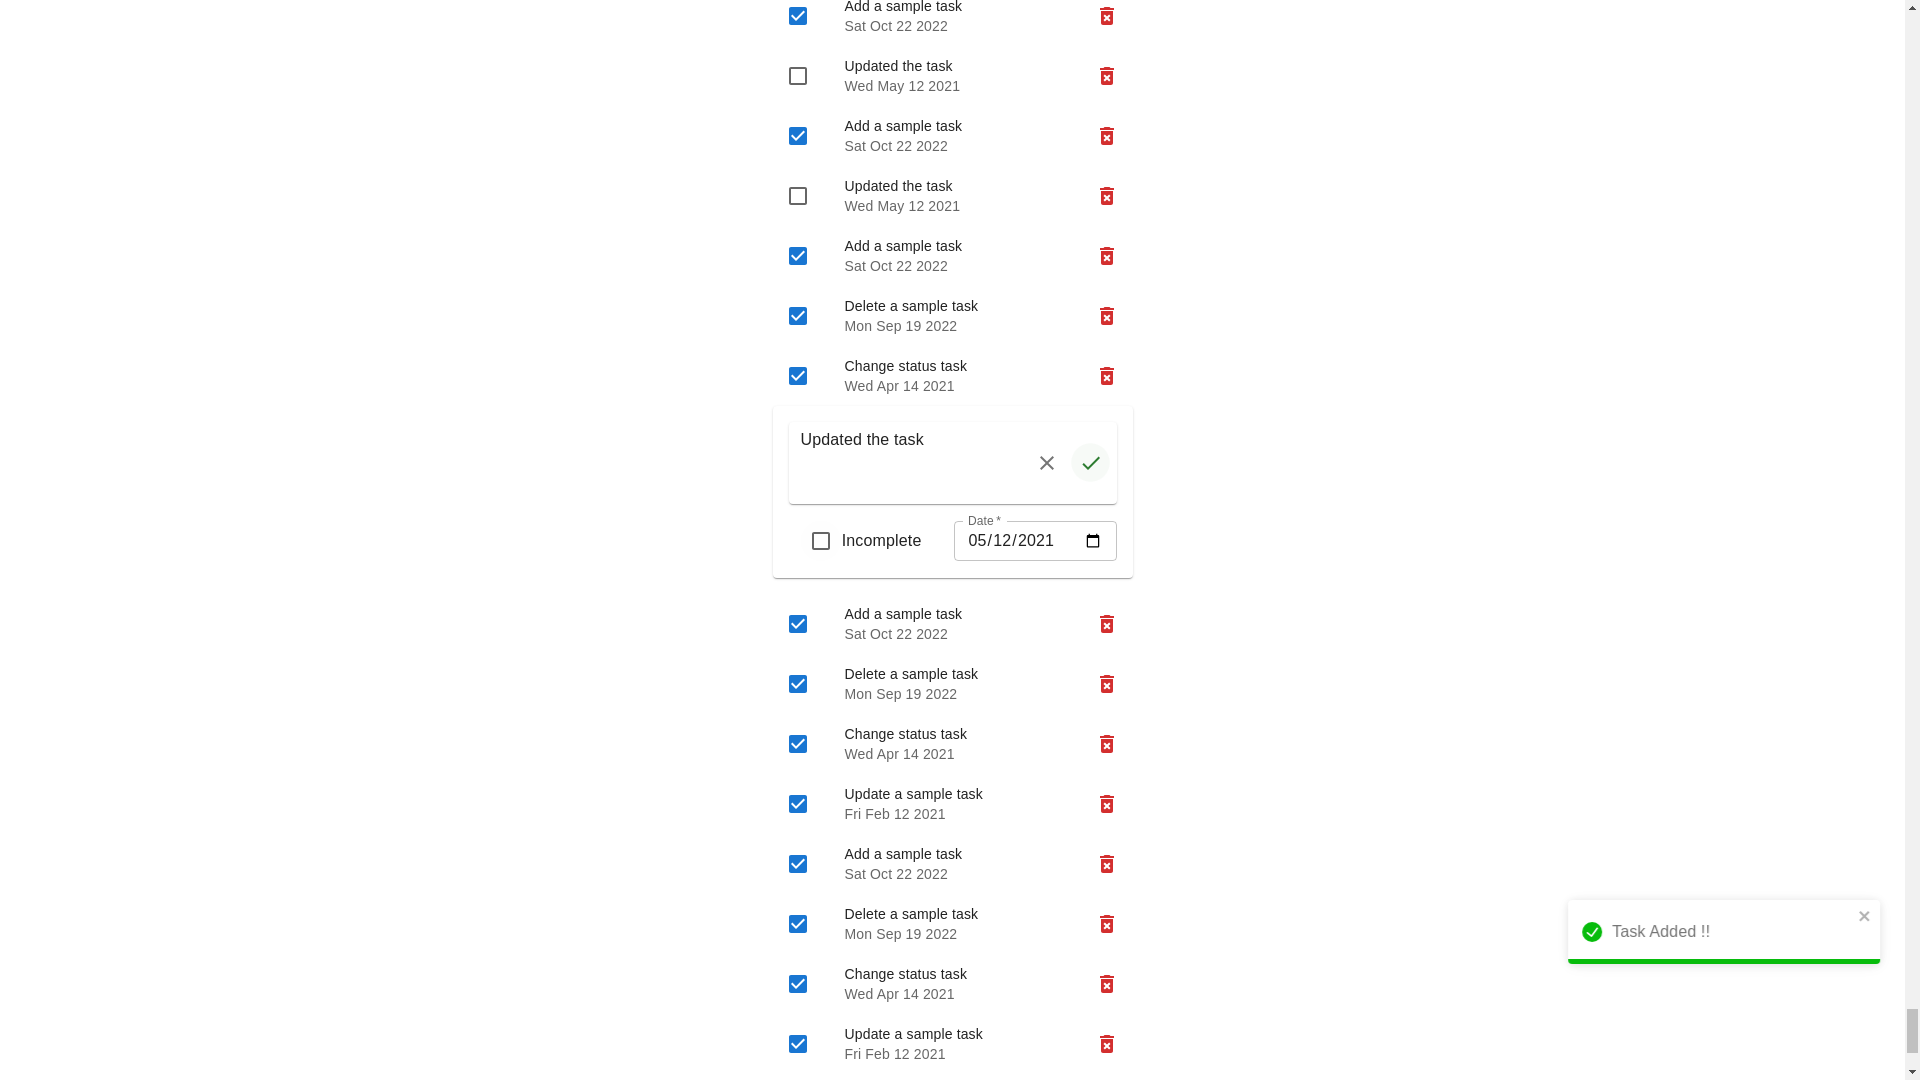 Add a sample task
Sat Oct 22 2022
Updated the task
Wed May 12 2021
Add a sample task
Sat Oct 22 2022
Updated the task
Wed May 12 2021
Add a sample task
Sat Oct 22 2022
Delete a sample task
Mon Sep 19 2022
Change status task
Wed Apr 14 2021
Updated the task
Date *
Incomplete
05/12/2021
Add a sample task
Sat Oct 22 2022
Delete a sample task
Mon Sep 19 2022
Change status task
Wed Apr 14 2021
Update a sample task
Fri Feb 12 2021
Add a sample task
Sat Oct 22 2022
Delete a sample task
Mon Sep 19 2022
Task Added !!
Change status task
Wed Apr 14 2021
Update a sample task
Fri Feb 12 2021